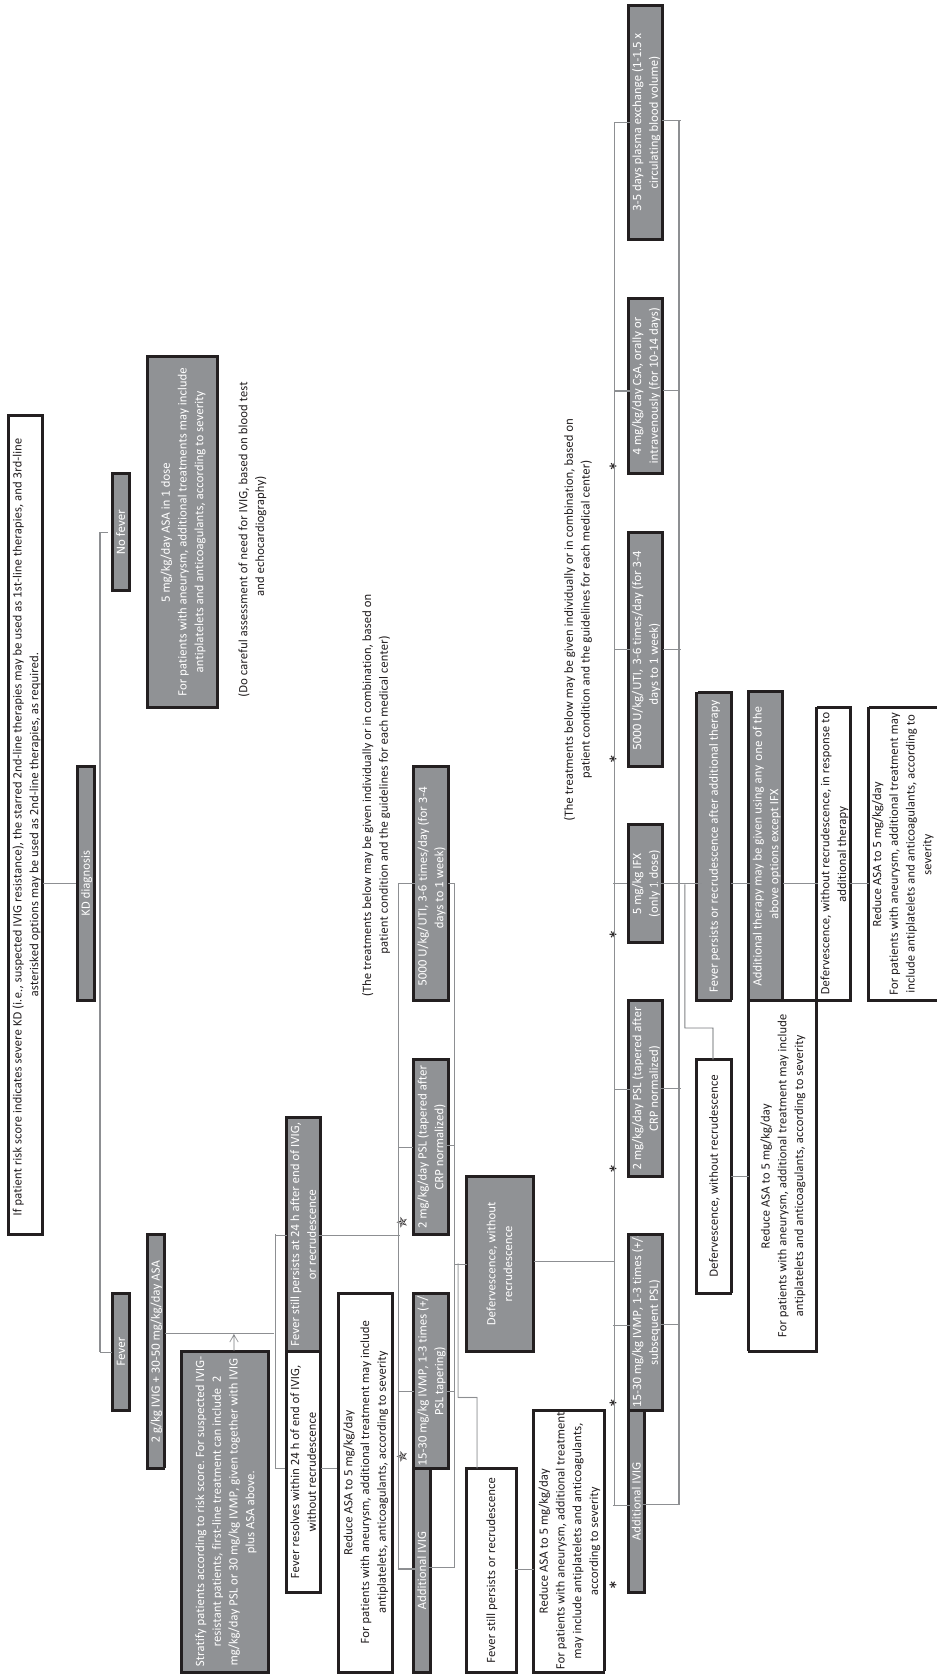 If patient risk score indicates severe KD (i.e., suspected IVIG resistance), the starred 2nd-line therapies may be used as 1st-line therapies, and 3rd-line
asterisked options may be used as 2nd-line therapies, as required.
KD diagnosis
Fever
No fever
2 g/kg IVIG + 30-50 mg/kg/day ASA
5 mg/kg/day ASA in 1 dose
For patients with aneurysm, additional treatments may include
antiplatelets and anticoagulants, according to severity
(Do careful assessment of need for IVIG, based on blood test
and echocardiography)
Stratify patients according to risk score. For suspected IVIG-
resistant patients, first-line treatment can include 2
mg/kg/day PSL or 30 mg/kg IVMP, given together with IVIG
plus ASA above.
Fever resolves within 24 h of end of IVIG,
without recrudescence
Fever still persists at 24 h after end of IVIG,
or recrudescence
Reduce ASA to 5 mg/kg/day
For patients with aneurysm, additional treatment may include
antiplatelets, anticoagulants, according to severity
(The treatments below may be given individually or in combination, based on
patient condition and the guidelines for each medical center)
Additional IVIG
☆
15-30 mg/kg IVMP, 1-3 times (+/
PSL tapering)
☆
2 mg/kg/day PSL (tapered after
CRP normalized)
5000 U/kg/UTI, 3-6 times/day (for 3-4
days to 1 week)
Fever still persists or recrudescence
Defervescence, without
recrudescence
Reduce ASA to 5 mg/kg/day
For patients with aneurysm, additional treatment
may include antiplatelets and anticoagulants,
according to severity
(The treatments below may be given individually or in combination, based on
patient condition and the guidelines for each medical center)
*
Additional IVIG
*
15-30 mg/kg IVMP, 1-3 times (+/
subsequent PSL)
*
2 mg/kg/day PSL (tapered after
CRP normalized)
*
5 mg/kg IFX
(only 1 dose)
*
5000 U/kg/UTI, 3-6 times/day (for 3-4
days to 1 week)
*
4 mg/kg/day CsA, orally or
intravenously (for 10-14 days)
3-5 days plasma exchange (1-1.5 x
circulating blood volume)
Defervescence, without recrudescence
Fever persists or recrudescence after additional therapy
Reduce ASA to 5 mg/kg/day
For patients with aneurysm, additional treatment may include
antiplatelets and anticoagulants, according to severity
Additional therapy may be given using any one of the
above options except IFX
Defervescence, without recrudescence, in response to
additional therapy
Reduce ASA to 5 mg/kg/day
For patients with aneurysm, additional treatment may
include antiplatelets and anticoagulants, according to
severity